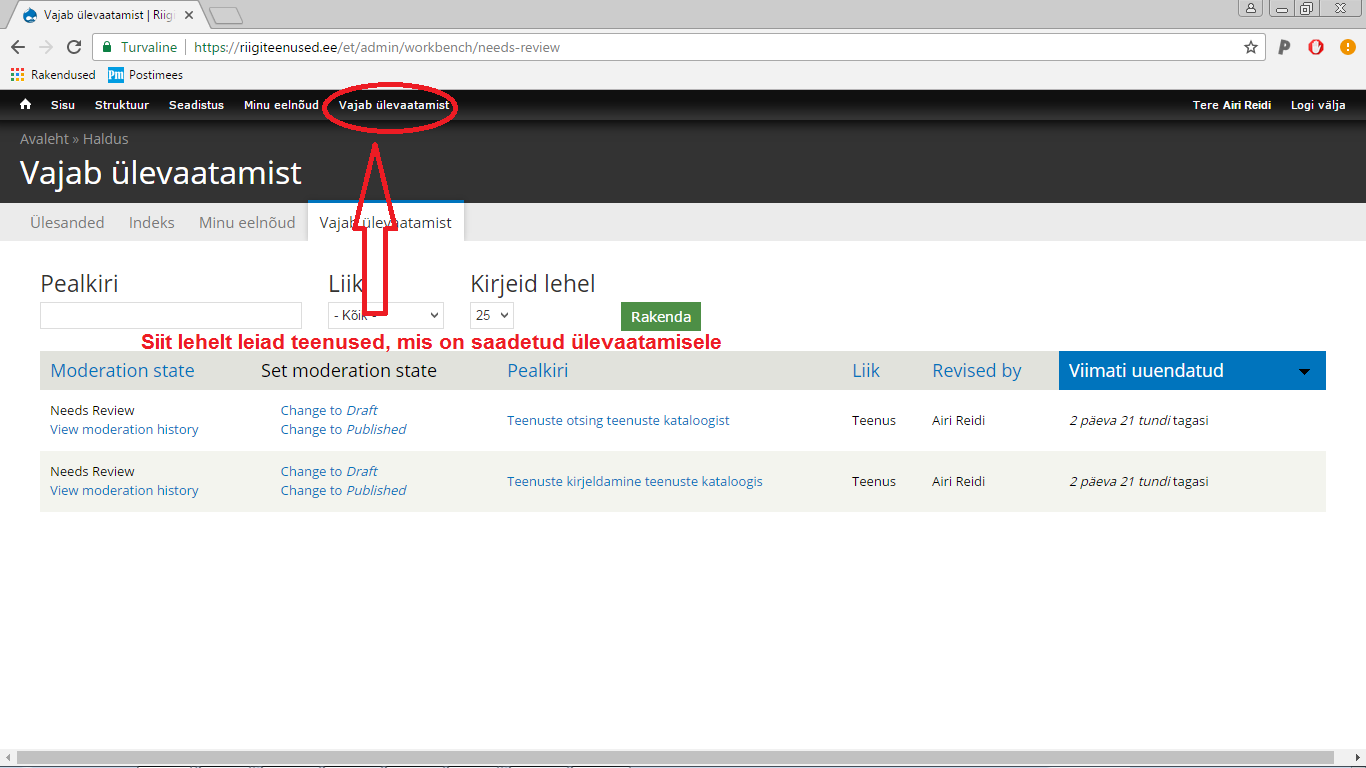 Vajab ülevaatamist | Riigi
Turvaline https://riigiteenused.ee/et/admin/workbench/needs-review
Rakendused Pm Postimees
Sisu Struktuur Seadistus Minu eelnõud Vajab ülevaatamist Tere Airi Reidi Logi välja
Avaleht » Haldus
Vajab ülevaatamist
Ülesanded Indeks Minu eelnõud Vajab ülevaatamist
Pealkiri Liik Kirjeid lehel
- Kõik - 25 Rakenda
Siit lehelt leiad teenused, mis on saadetud ülevaatamisele
Moderation state Set moderation state Pealkiri Liik Revised by Viimati uuendatud
Needs Review Change to Draft
View moderation history Change to Published
Teenuste otsing teenuste kataloogist Teenus Airi Reidi 2 päeva 21 tundi tagasi
Needs Review Change to Draft
View moderation history Change to Published
Teenuste kirjeldamine teenuste kataloogis Teenus Airi Reidi 2 päeva 21 tundi tagasi